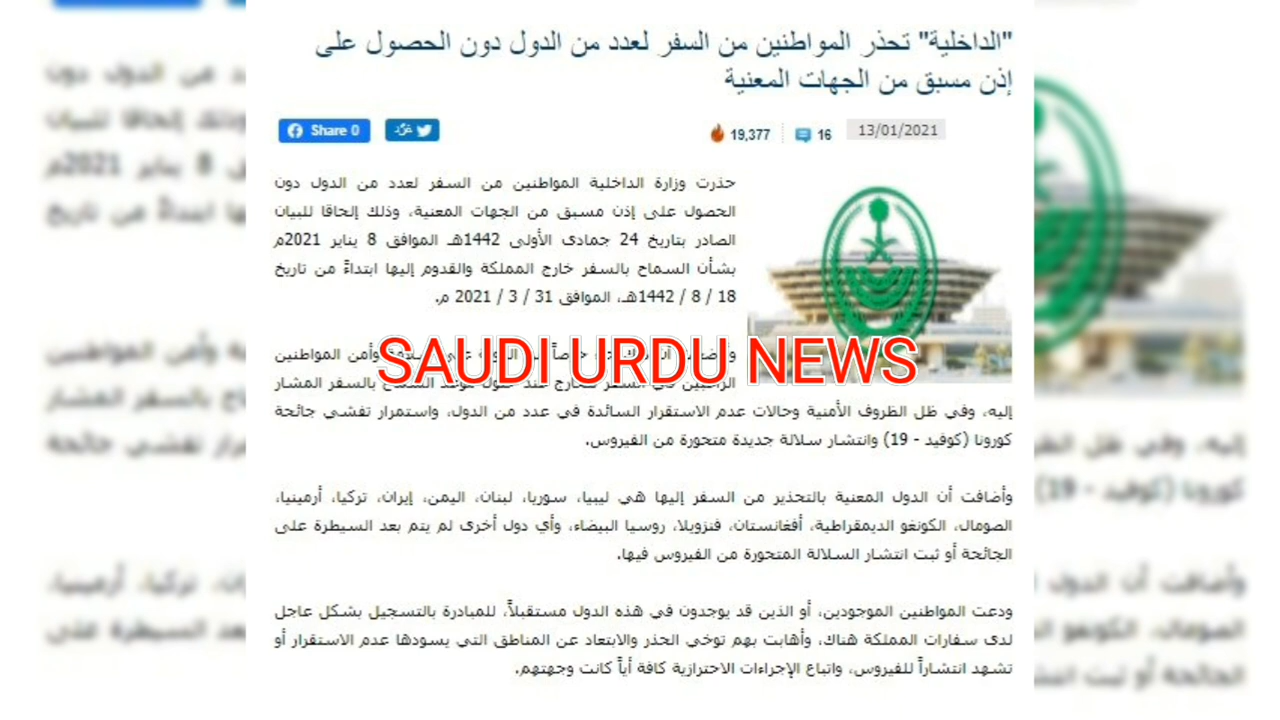 "الداخلية" تحذر المواطنين من السفر لعدد من الدول دون الحصول على
إذن مسبق من الجهات المعنية
Share 0
غرّد
19,377
16
13/01/2021
حذرت وزارة الداخلية المواطنين من السفر لعدد من الدول دون
الحصول على إذن مسبق من الجهات المعنية، وذلك إلحاقا للبيان
الصادر بتاريخ 24 جمادى الأولى 1442هـ الموافق 8 يناير 2021م
بشأن السماح بالسفر خارج المملكة والقدوم إليها ابتداءً من تاريخ
18 / 8 / 1442هـ، الموافق 31 / 3 / 2021 م.
SAUDI URDU NEWS
وأمن المواطنين
بالسفر المشار
إليه، وفي ظل الظروف الأمنية وحالات عدم الاستقرار السائدة في عدد من الدول، واستمرار تفشي جائحة
كورونا (كوفيد - 19) وانتشار سلالة جديدة متحورة من الفيروس.
وأضافت أن الدول المعنية بالتحذير من السفر إليها هي ليبيا، سوريا، لبنان، اليمن، إيران، تركيا، أرمينيا،
الصومال، الكونغو الديمقراطية، أفغانستان، فنزويلا، روسيا البيضاء، وأي دول أخرى لم يتم بعد السيطرة على
الجائحة أو ثبت انتشار السلالة المتحورة من الفيروس فيها.
ودعت المواطنين الموجودين، أو الذين قد يوجدون في هذه الدول مستقبلاً، للمبادرة بالتسجيل بشكل عاجل
لدى سفارات المملكة هناك، وأهابت بهم توخي الحذر والابتعاد عن المناطق التي يسودها عدم الاستقرار أو
تشهد انتشاراً للفيروس، واتباع الإجراءات الاحترازية كافة أياً كانت وجهتهم.